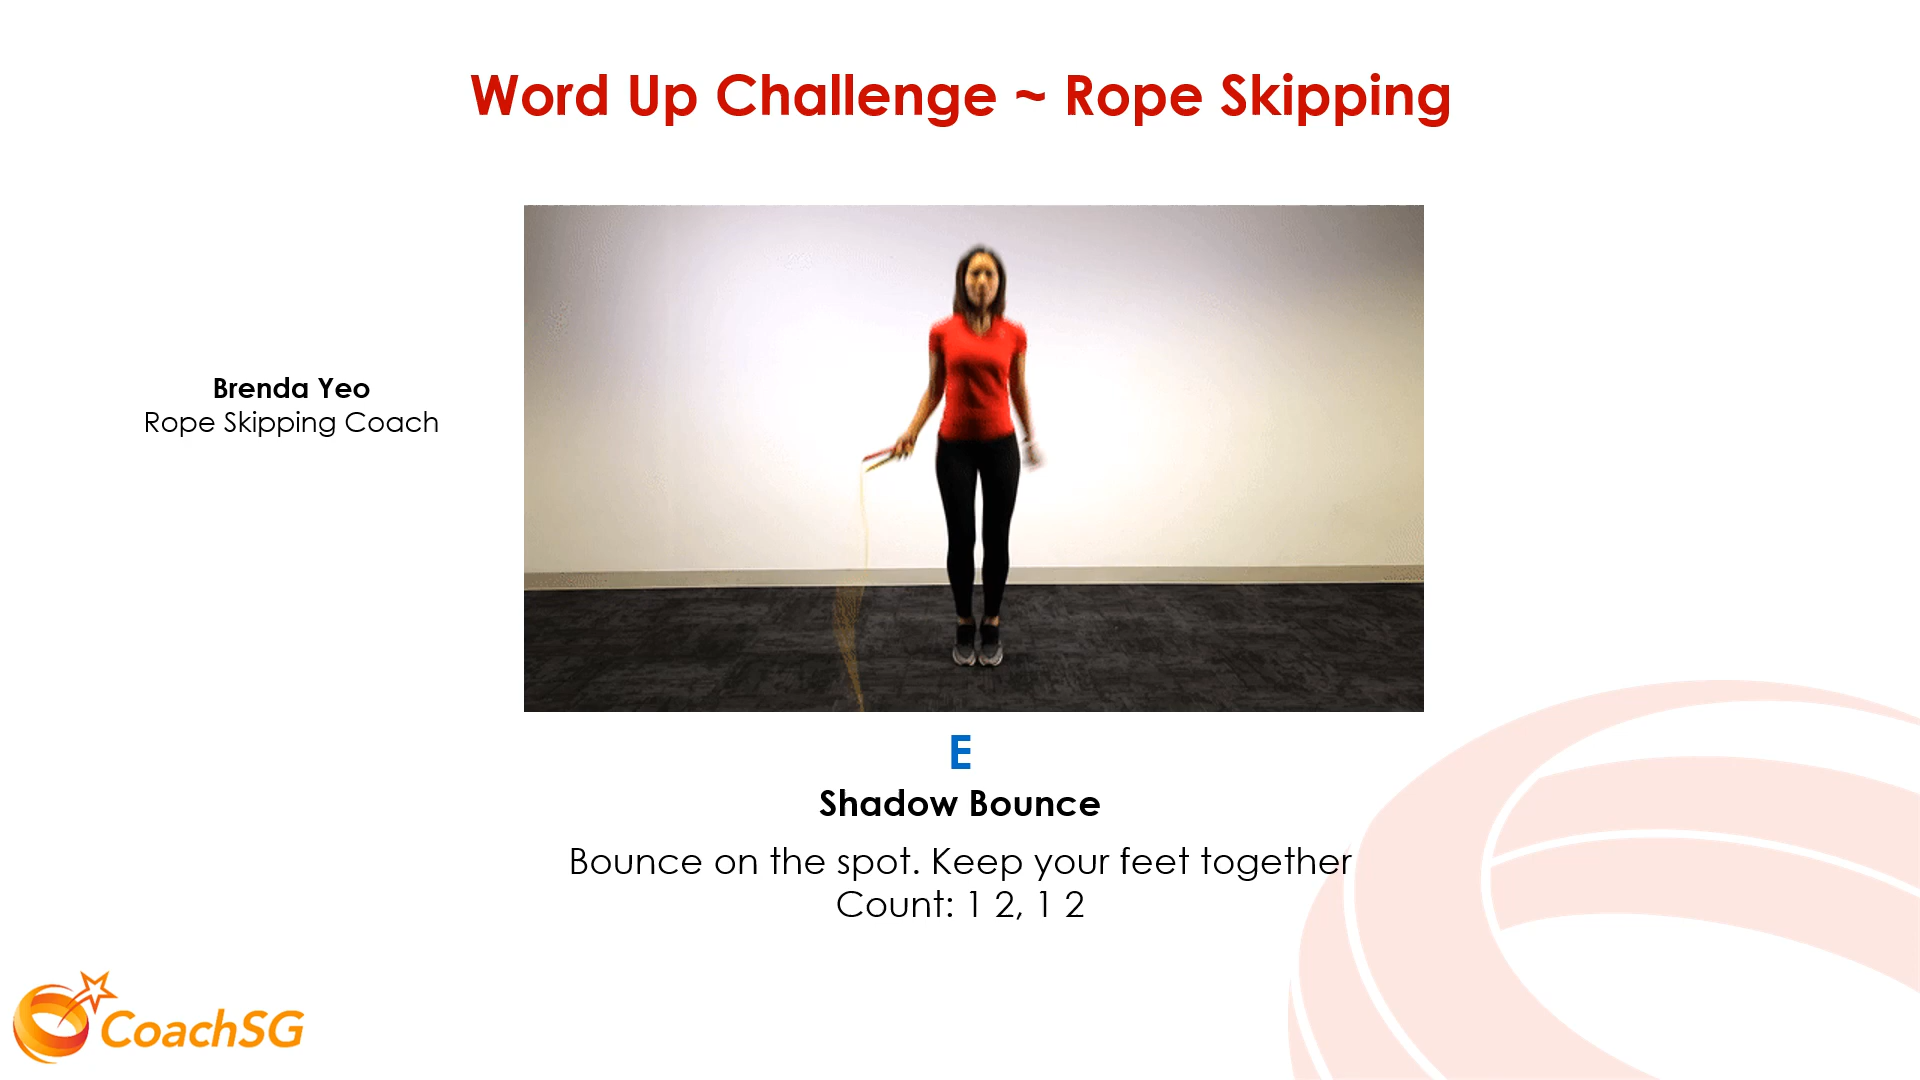 Word Up Challenge ~ Rope Skipping
Brenda Yeo
Rope Skipping Coach
E
Shadow Bounce
Bounce on the spot. Keep your feet together
Count: 1 2, 1 2
CoachSG